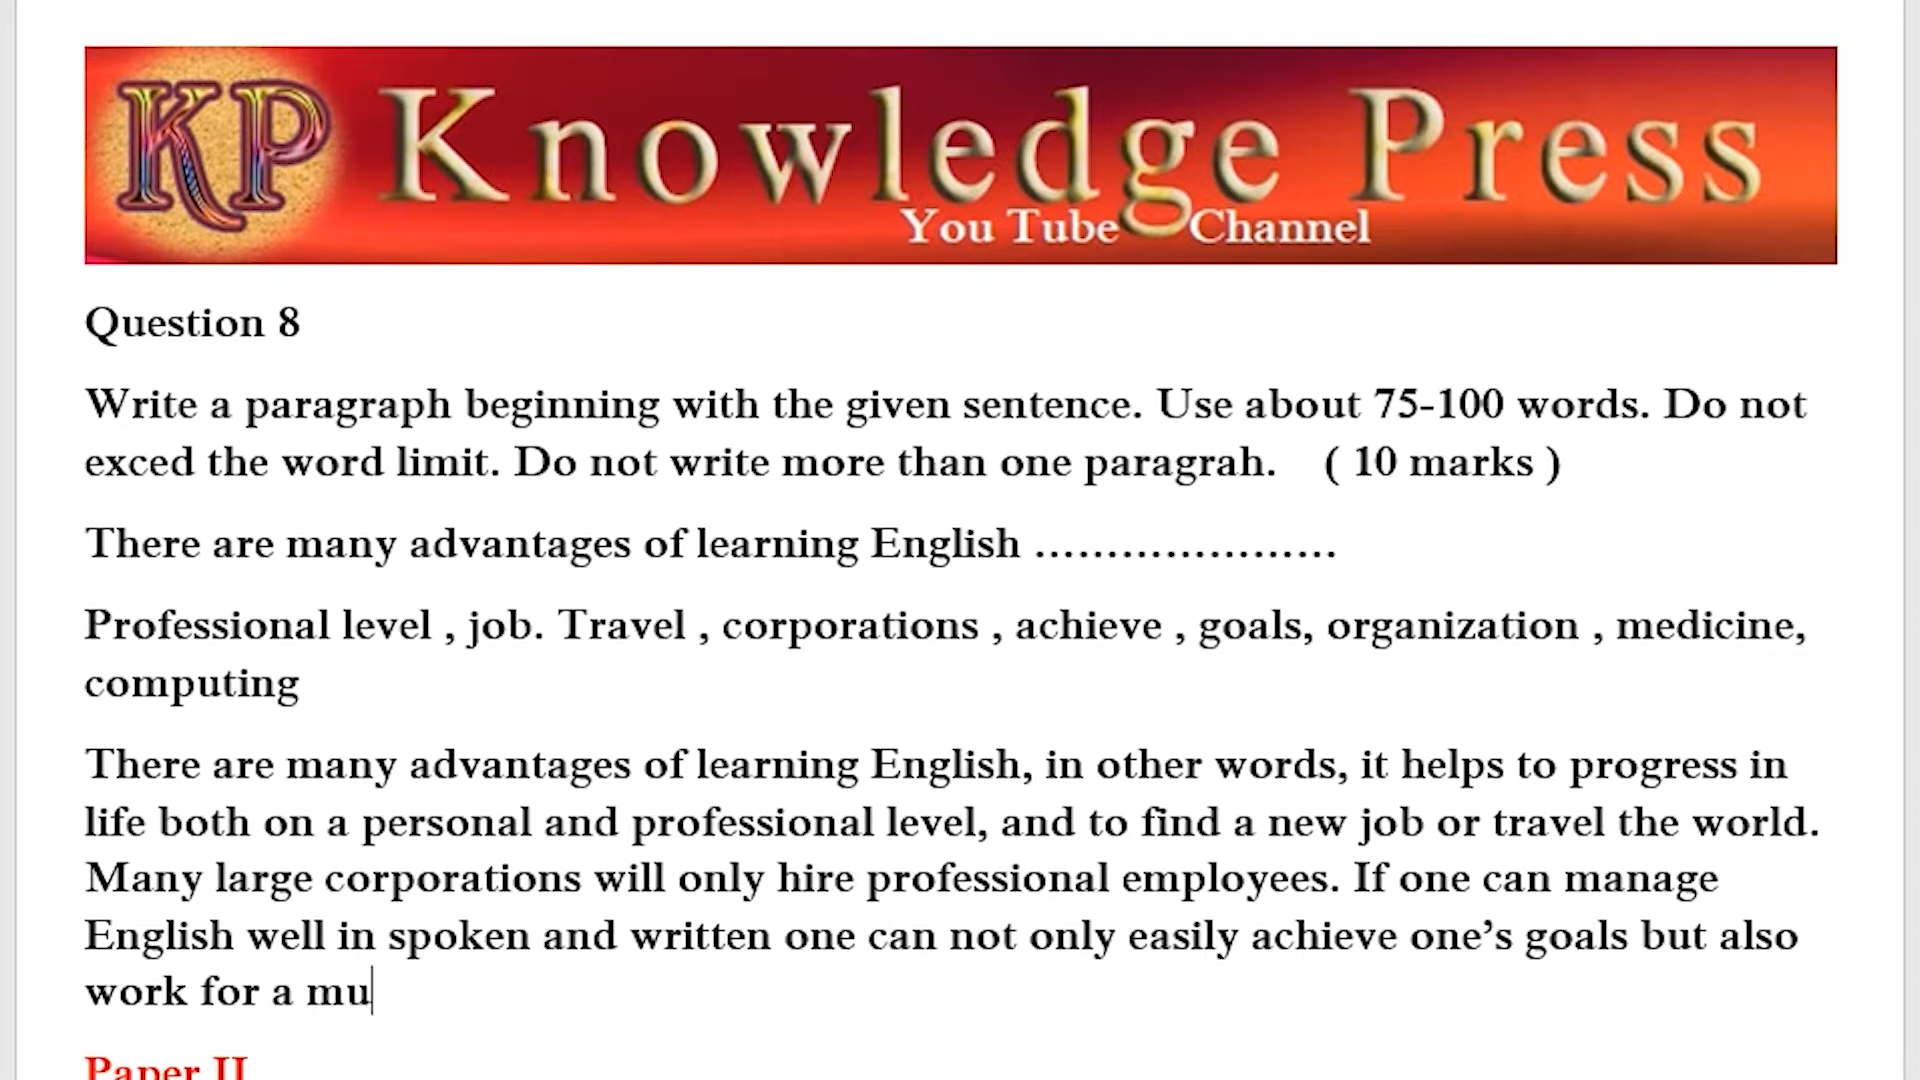 KP Knowledge Press
You Tube Channel
Question 8
Write a paragraph beginning with the given sentence. Use about 75-100 words. Do not
exced the word limit. Do not write more than one paragrah. ( 10 marks )
There are many advantages of learning English .....................
Professional level , job. Travel , corporations , achieve , goals, organization , medicine,
computing
There are many advantages of learning English, in other words, it helps to progress in
life both on a personal and professional level, and to find a new job or travel the world.
Many large corporations will only hire professional employees. If one can manage
English well in spoken and written one can not only easily achieve one’s goals but also
work for a mu
Paper II